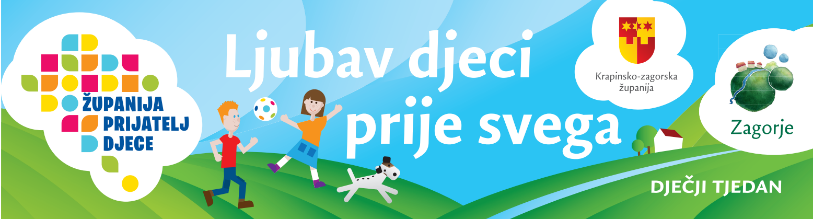 ŽUPANIJA
PRIJATELJ
DJECE
Ljubav djeci
prije svega
Krapinsko-zagorska
županija
Zagorje
DJEČJI TJEDAN